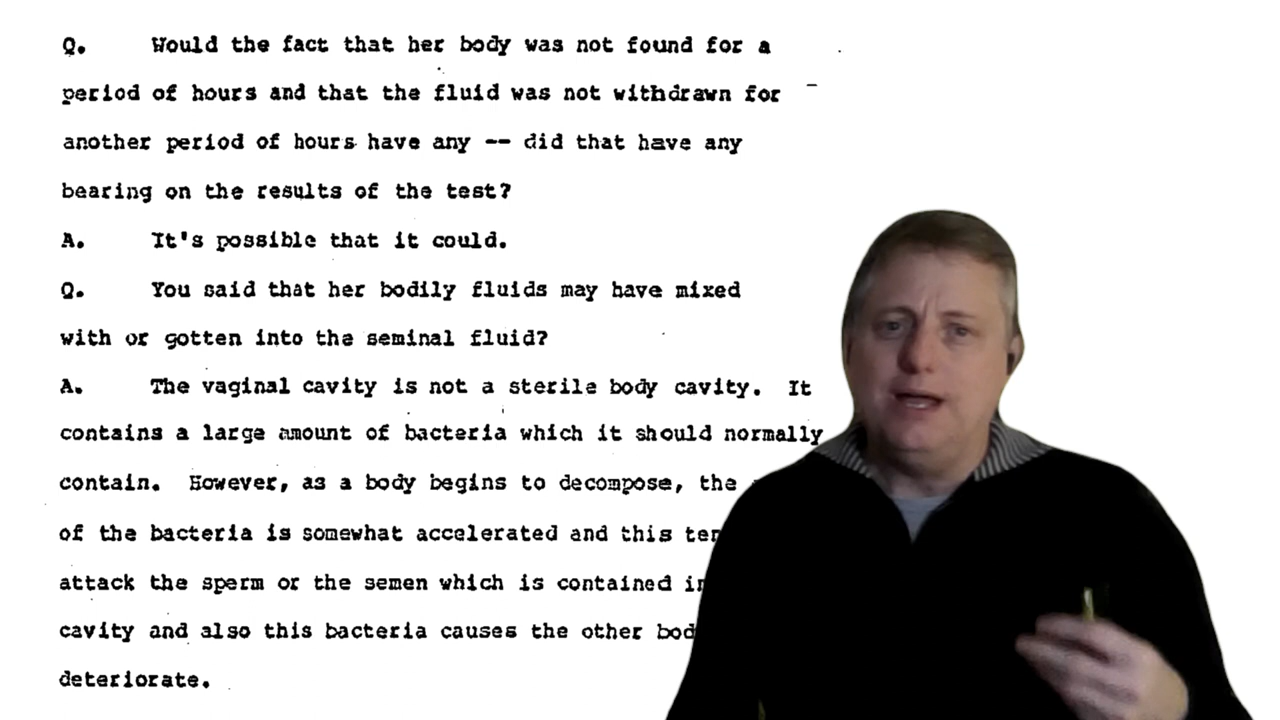 Q. Would the fact that her body was not found for a
period of hours and that the fluid was not withdrawn for
another period of hours have any -- did that have any
bearing on the results of the test?
A. It's possible that it could.
Q. You said that her bodily fluids may have mixed
with or gotten into the seminal fluid?
A. The vaginal cavity is not a sterile body cavity. It
contains a large amount of bacteria which it should normally
contain. However, as a body begins to decompose, the
of the bacteria is somewhat accelerated and this
attack the sperm or the semen which is contained
cavity and also this bacteria causes the other
deteriorate.